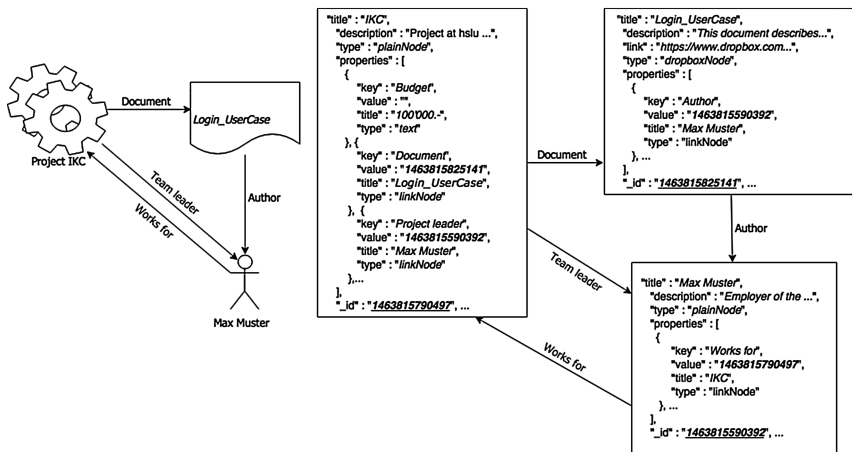 Document
Login_UserCase
Project IKC
Team leader
Works for
Author
Max Muster
"title" : "IKC",
"description" : "Project at hslu ...",
"type" : "plainNode",
"properties" : [
{
"key" : "Budget",
"value" : "",
"title" : "100'000.-",
"type" : "text"
}, {
"key" : "Document",
"value" : "1463815825141",
"title" : "Login_UserCase",
"type" : "linkNode"
}, {
"key" : "Project leader",
"value" : "1463815590392",
"title" : "Max Muster",
"type" : "linkNode"
},...
],
"_id" : "1463815790497", ...
Document
Team leader
Works for
"title" : "Login_UserCase",
"description" : "This document describes...",
"link" : "https://www.dropbox.com...",
"type" : "dropboxNode",
"properties" : [
{
"key" : "Author",
"value" : "1463815590392",
"title" : "Max Muster",
"type" : "linkNode"
}, ...
],
"_id" : "1463815825141", ...
Author
"title" : "Max Muster",
"description" : "Employer of the ...",
"type" : "plainNode",
"properties" : [
{
"key" : "Works for",
"value" : "1463815790497",
"title" : "IKC",
"type" : "linkNode"
}, ...
],
"_id" : "1463815590392", ...